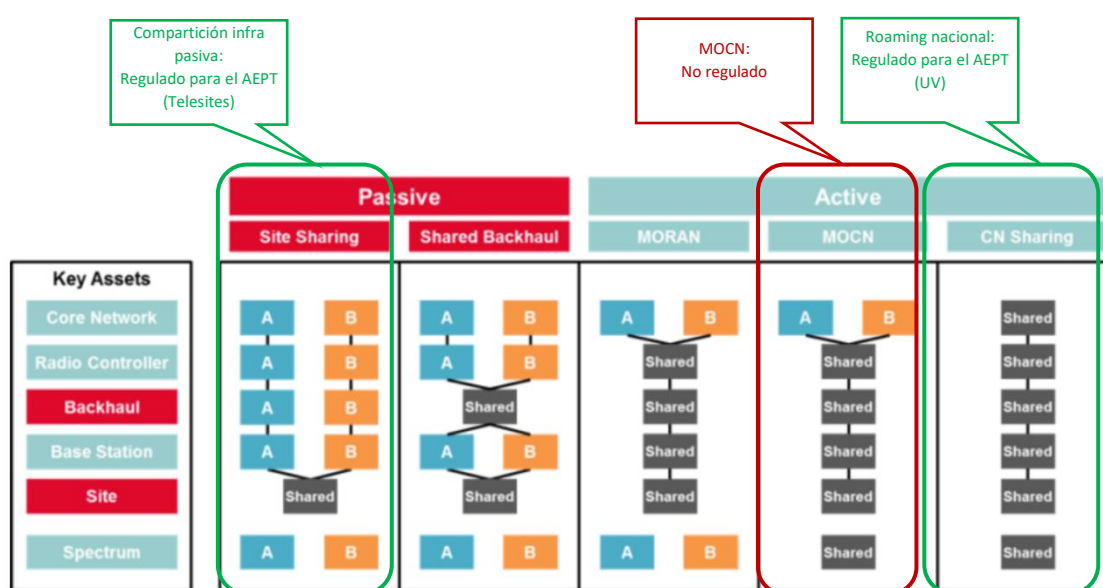 Compartición infra
pasiva:
Regulado para el AEPT
(Telesites)
MOCN:
No regulado
Roaming nacional:
Regulado para el AEPT
(UV)
Passive
Active
Site Sharing
Shared Backhaul
MORAN
MOCN
CN Sharing
Key Assets
Core Network
A B A B A B A B Shared
Radio Controller
A B A B Shared Shared Shared
Backhaul
A B Shared Shared Shared Shared
Base Station
A B A B Shared Shared Shared
Site
Shared Shared Shared Shared Shared
Spectrum
A B A B A B Shared Shared